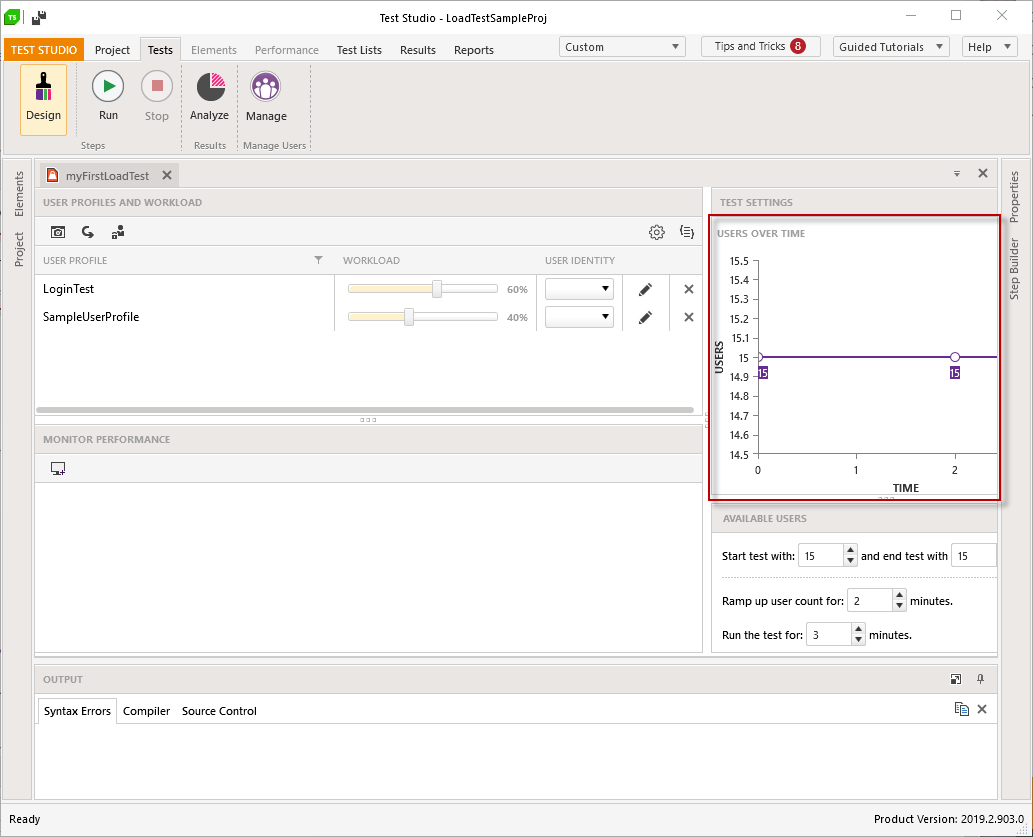 TS
Test Studio - LoadTestSampleProj
TEST STUDIO Project Tests Elements Performance Test Lists Results Reports Custom Tips and Tricks 8 Guided Tutorials Help
Design Run Stop Analyze Manage
Steps Results Manage Users
Elements
Project
myFirstLoadTest
USER PROFILES AND WORKLOAD
USER PROFILE WORKLOAD USER IDENTITY
LoginTest 60%
SampleUserProfile 40%
MONITOR PERFORMANCE
TEST SETTINGS
USERS OVER TIME
15.5
15.4
15.3
15.2
15.1
15
14.9
14.8
14.7
14.6
14.5
USERS
15 15
0 1 2
TIME
AVAILABLE USERS
Start test with: 15 and end test with 15
Ramp up user count for: 2 minutes.
Run the test for: 3 minutes.
Properties
Step Builder
OUTPUT
Syntax Errors Compiler Source Control
Ready Product Version: 2019.2.903.0